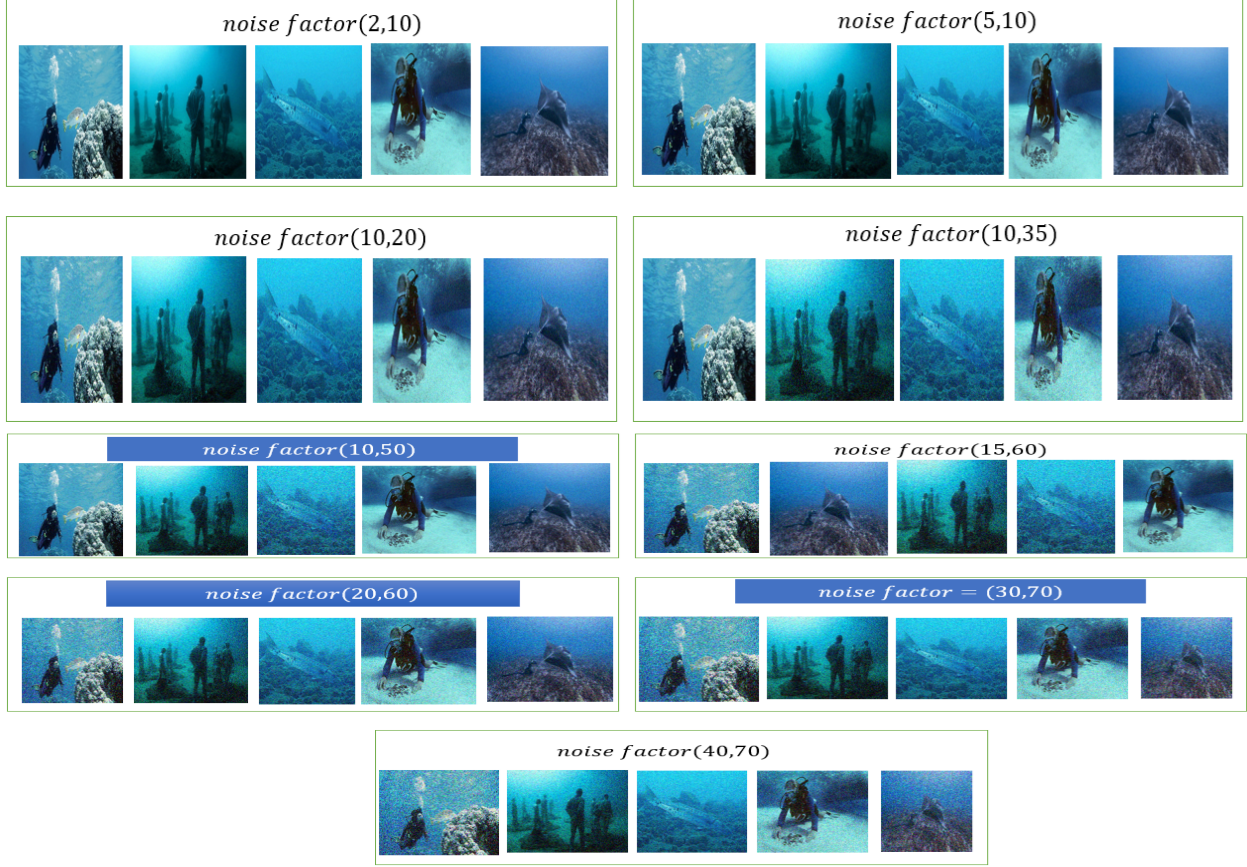 noise factor(2,10)
noise factor(5,10)
noise factor(10,20)
noise factor(10,35)
noise factor(10,50)
noise factor(15,60)
noise factor(20,60)
noise factor = (30,70)
noise factor(40,70)